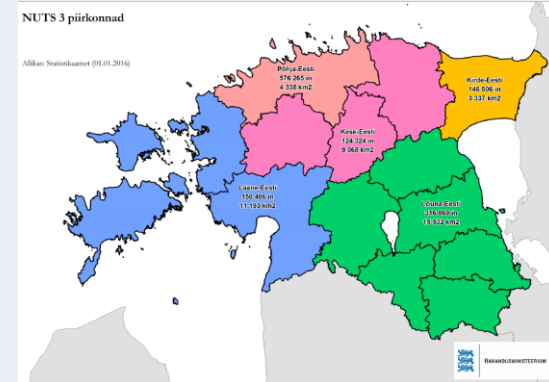 NUTS 3 piirkonnad
Allikas: Statistikaamet (01.01.2016)
Põhja-Eesti
576 265 in
4 338 km2
Kirde-Eesti
146 506 in
3 337 km2
Kesk-Eesti
124 324 in
9 068 km2
Lääne-Eesti
150 406 in
11 193 km2
Lõuna-Eesti
316 869 in
15 532 km2
RAHANDUSMINISTEERIUM